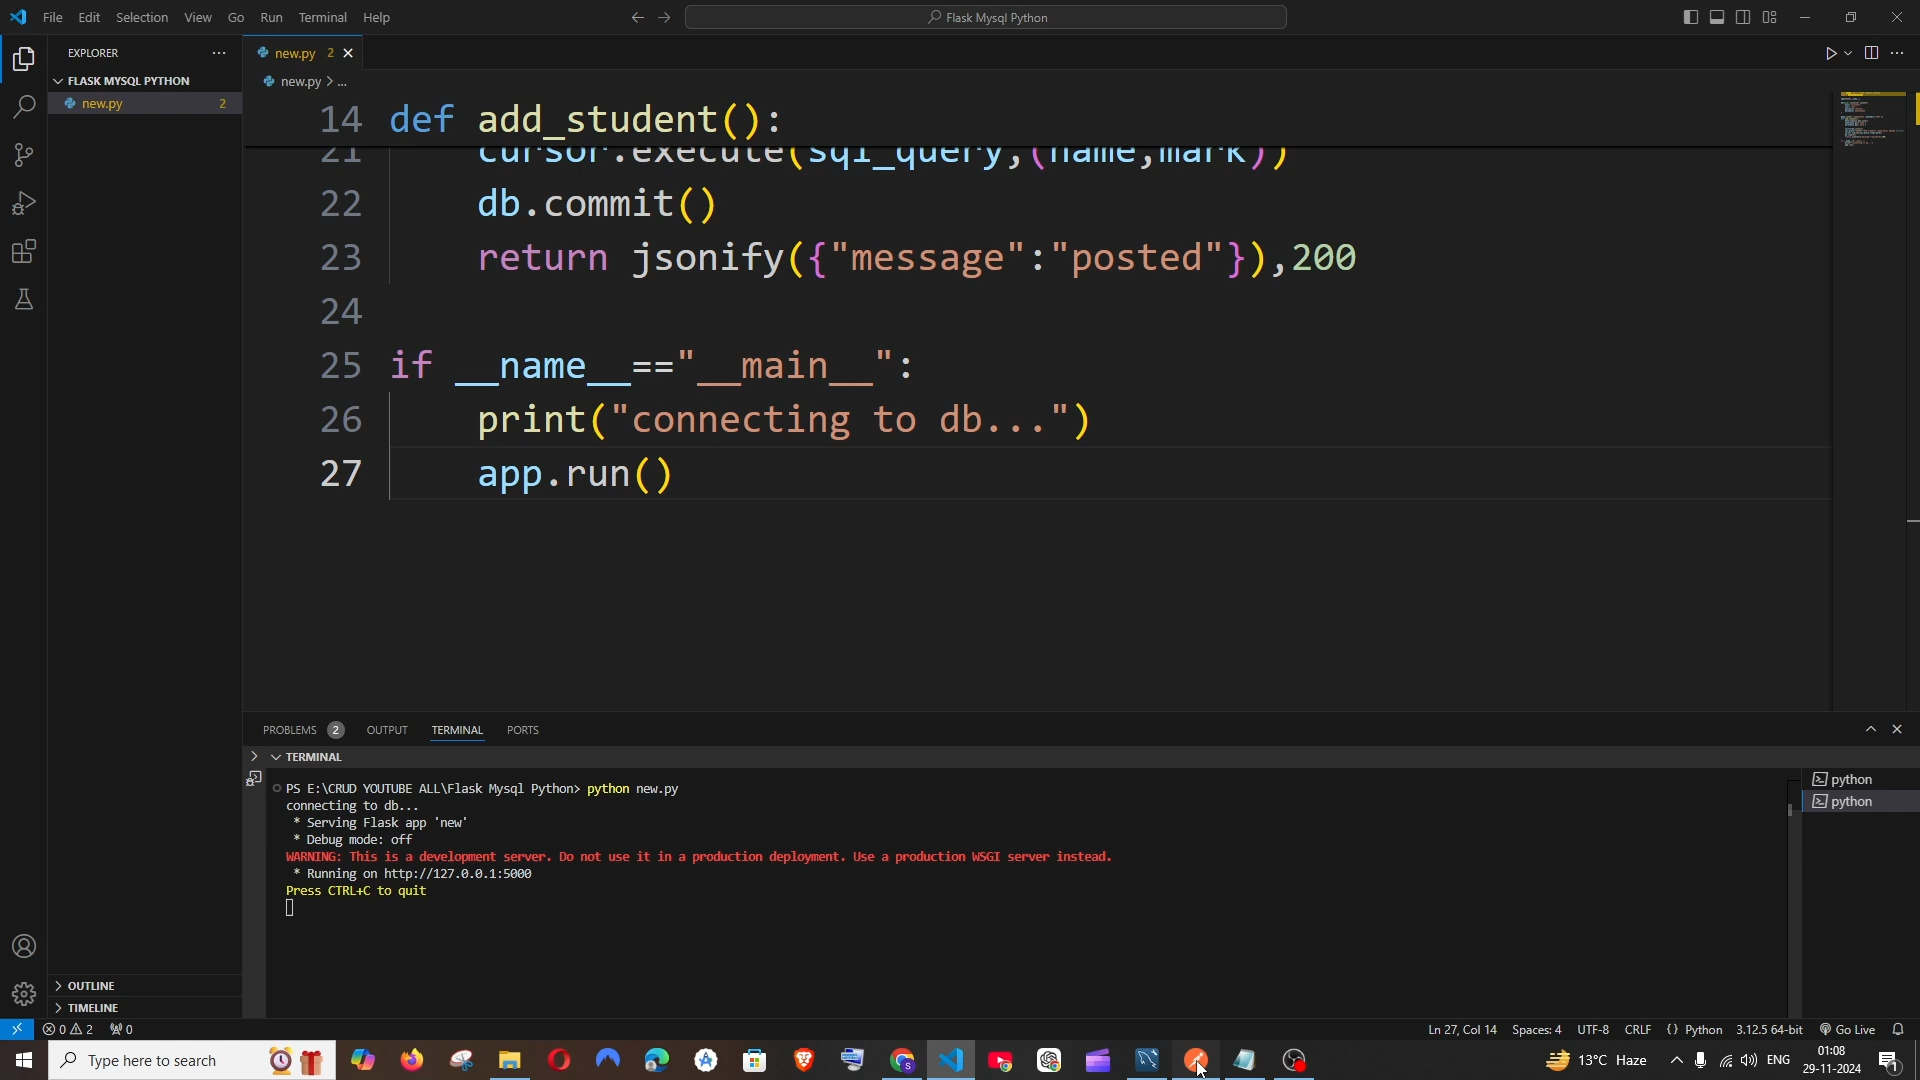 File Edit Selection View Go Run Terminal Help
Flask Mysql Python
EXPLORER
FLASK MYSQL PYTHON
new.py 2
OUTLINE
TIMELINE
new.py 2
new.py > ...
14 def add_student():
21 cursor.execute(sql_query,(name,mark))
22 db.commit()
23 return jsonify({"message":"posted"}),200
24
25 if __name__=="__main__":
26 print("connecting to db...")
27 app.run()
PROBLEMS 2 OUTPUT TERMINAL PORTS
TERMINAL
PS E:\CRUD YOUTUBE ALL\Flask Mysql Python> python new.py
connecting to db...
* Serving Flask app 'new'
* Debug mode: off
WARNING: This is a development server. Do not use it in a production deployment. Use a production WSGI server instead.
* Running on http://127.0.0.1:5000
Press CTRL+C to quit
python
python
0 2 0
Ln 27, Col 14 Spaces: 4 UTF-8 CRLF {} Python 3.12.5 64-bit Go Live
Type here to search
13°C Haze
ENG
01:08
29-11-2024
1